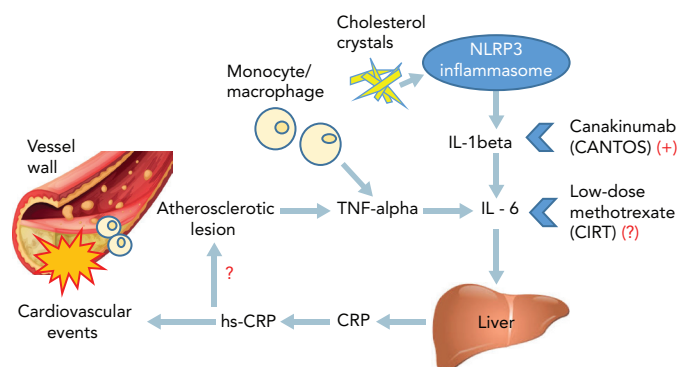 Cholesterol
crystals
NLRP3
inflammasome
Monocyte/
macrophage
Vessel
wall
IL-1beta
Canakinumab
(CANTOS) (+)
Atherosclerotic
lesion
TNF-alpha
IL - 6
Low-dose
methotrexate
(CIRT) (?)
?
Cardiovascular
events
hs-CRP
CRP
Liver